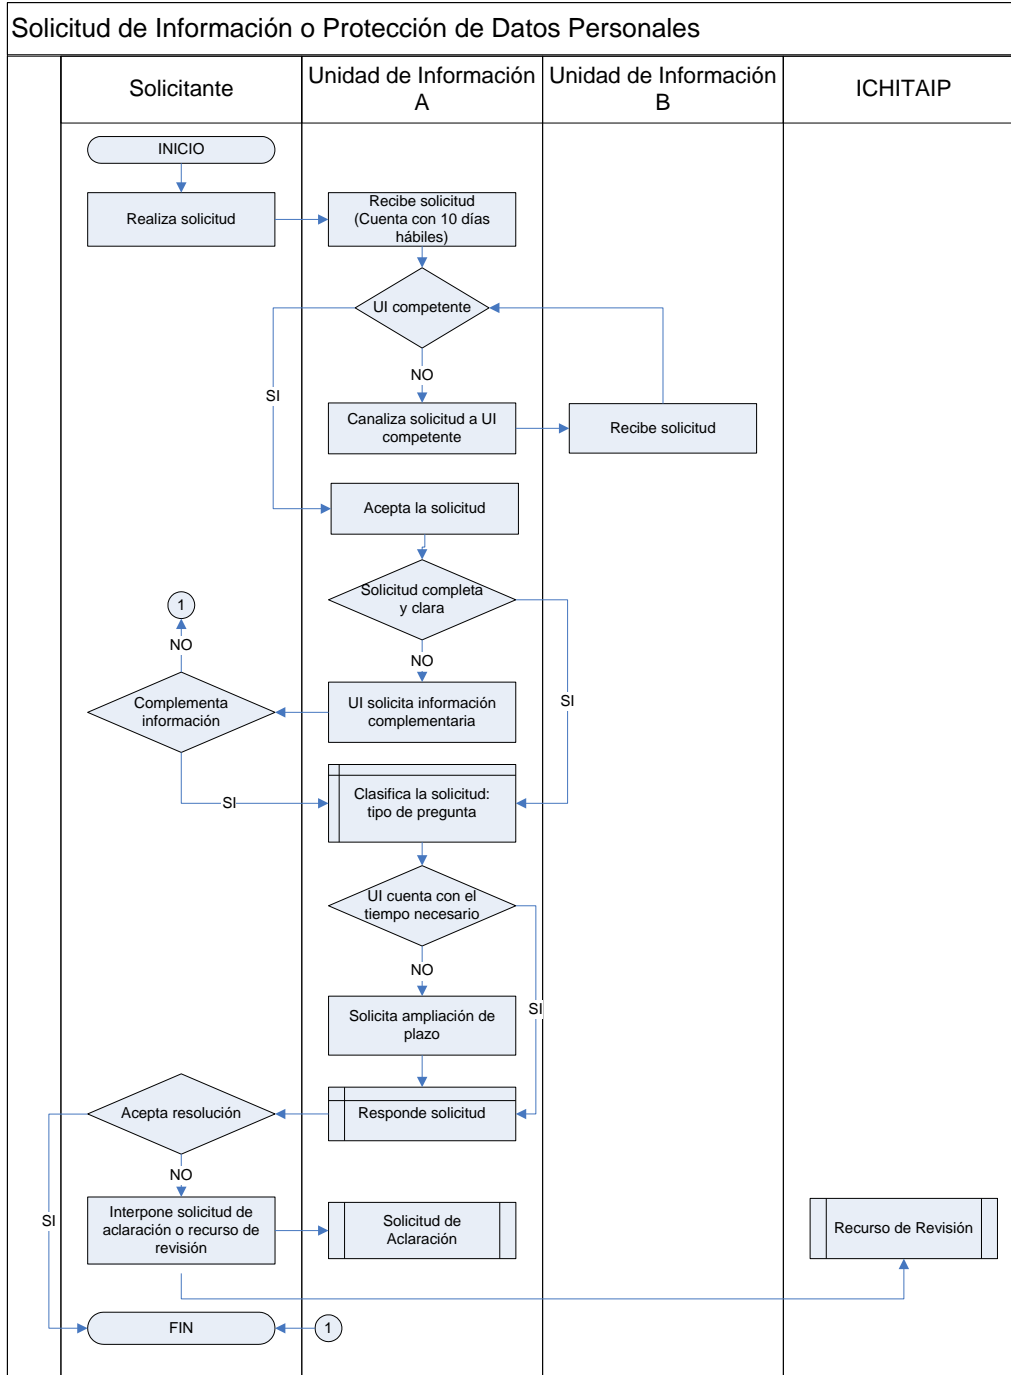 Solicitud de Información o Protección de Datos Personales
Solicitante
Unidad de Información
A
Unidad de Información
B
ICHITAIP
INICIO
Realiza solicitud
Recibe solicitud
(Cuenta con 10 días
hábiles)
UI competente
NO
SI
Canaliza solicitud a UI
competente
Recibe solicitud
Acepta la solicitud
Solicitud completa
y clara
1
NO
NO
Complementa
información
UI solicita información
complementaria
SI
SI
Clasifica la solicitud:
tipo de pregunta
UI cuenta con el
tiempo necesario
NO
SI
Solicita ampliación de
plazo
Acepta resolución
Responde solicitud
NO
SI
Interpone solicitud de
aclaración o recurso de
revisión
Solicitud de
Aclaración
Recurso de Revisión
FIN
1